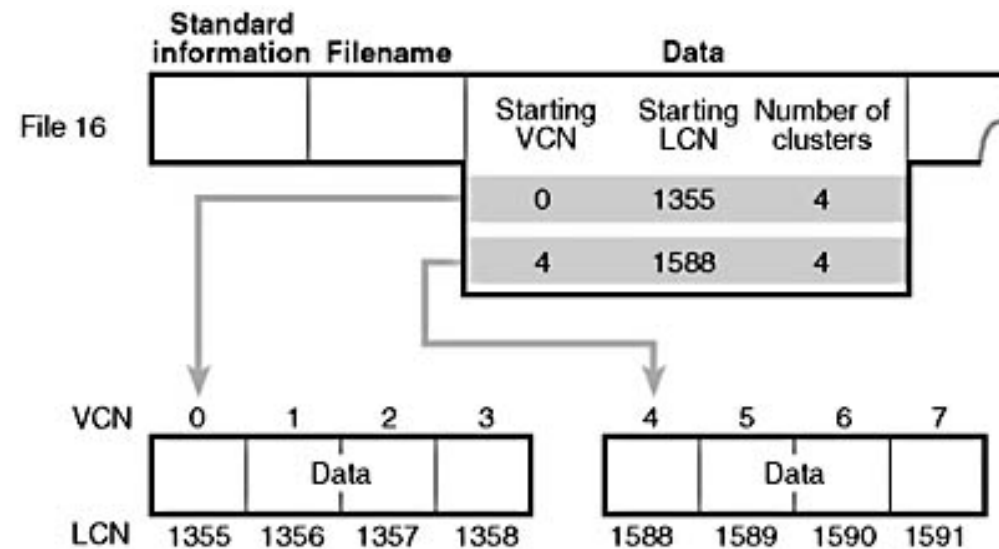 Standard information Filename Data
File 16
Starting VCN Starting LCN Number of clusters
0 1355 4
4 1588 4
VCN 0 1 2 3 4 5 6 7
Data Data
LCN 1355 1356 1357 1358 1588 1589 1590 1591